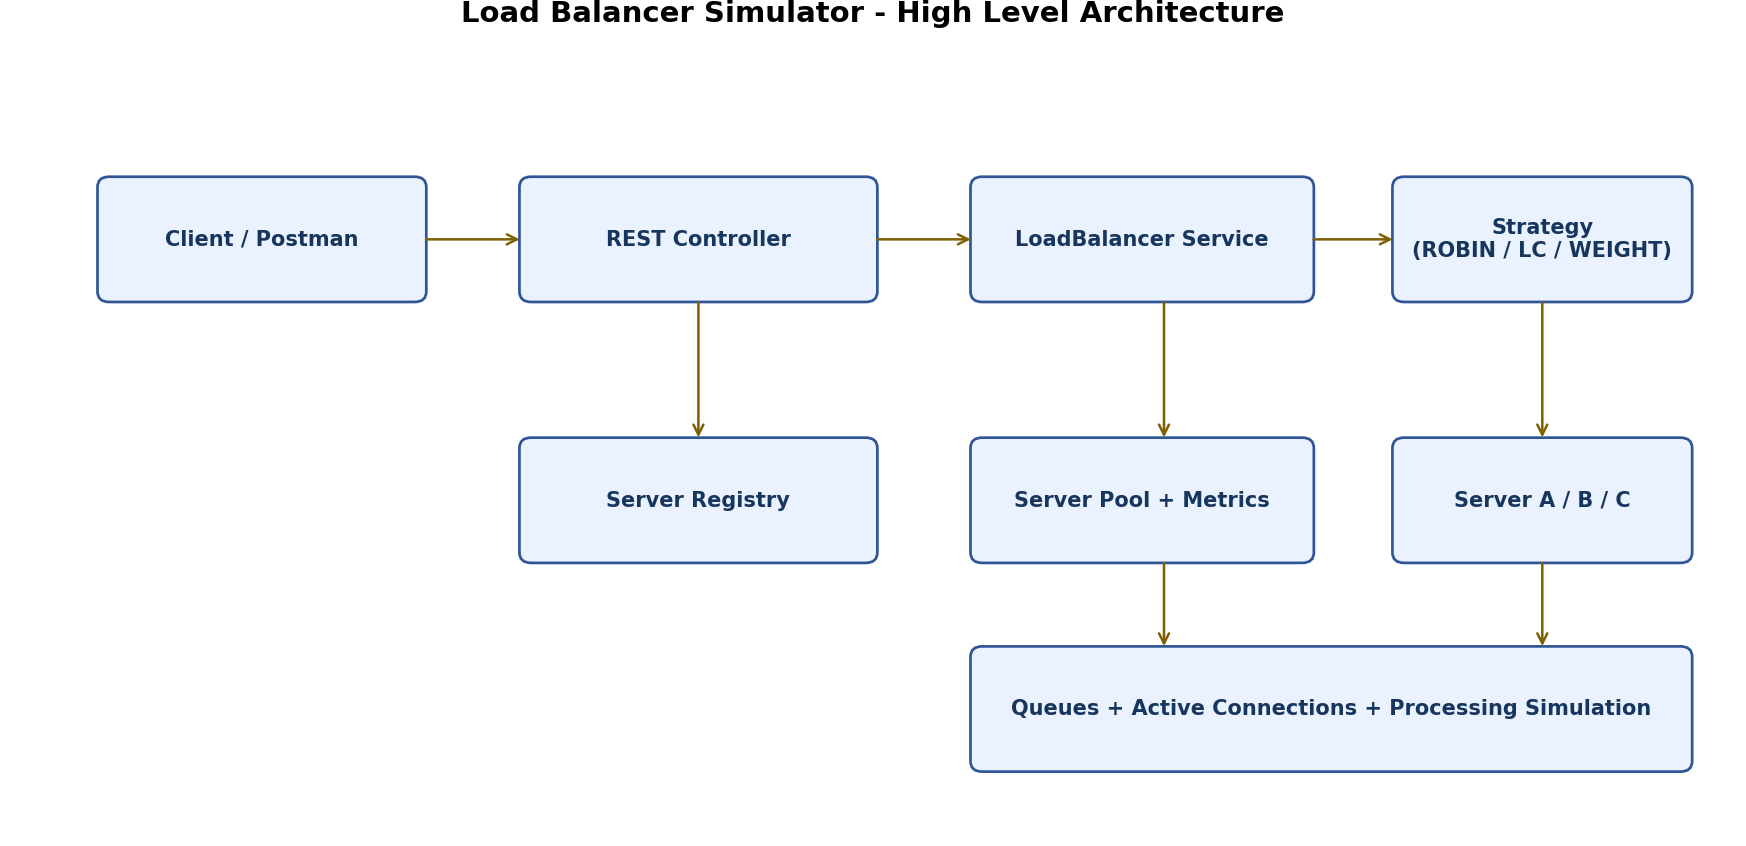 Load Balancer Simulator - High Level Architecture
Client / Postman
REST Controller
LoadBalancer Service
Strategy
(ROBIN / LC / WEIGHT)
Server Registry
Server Pool + Metrics
Server A / B / C
Queues + Active Connections + Processing Simulation